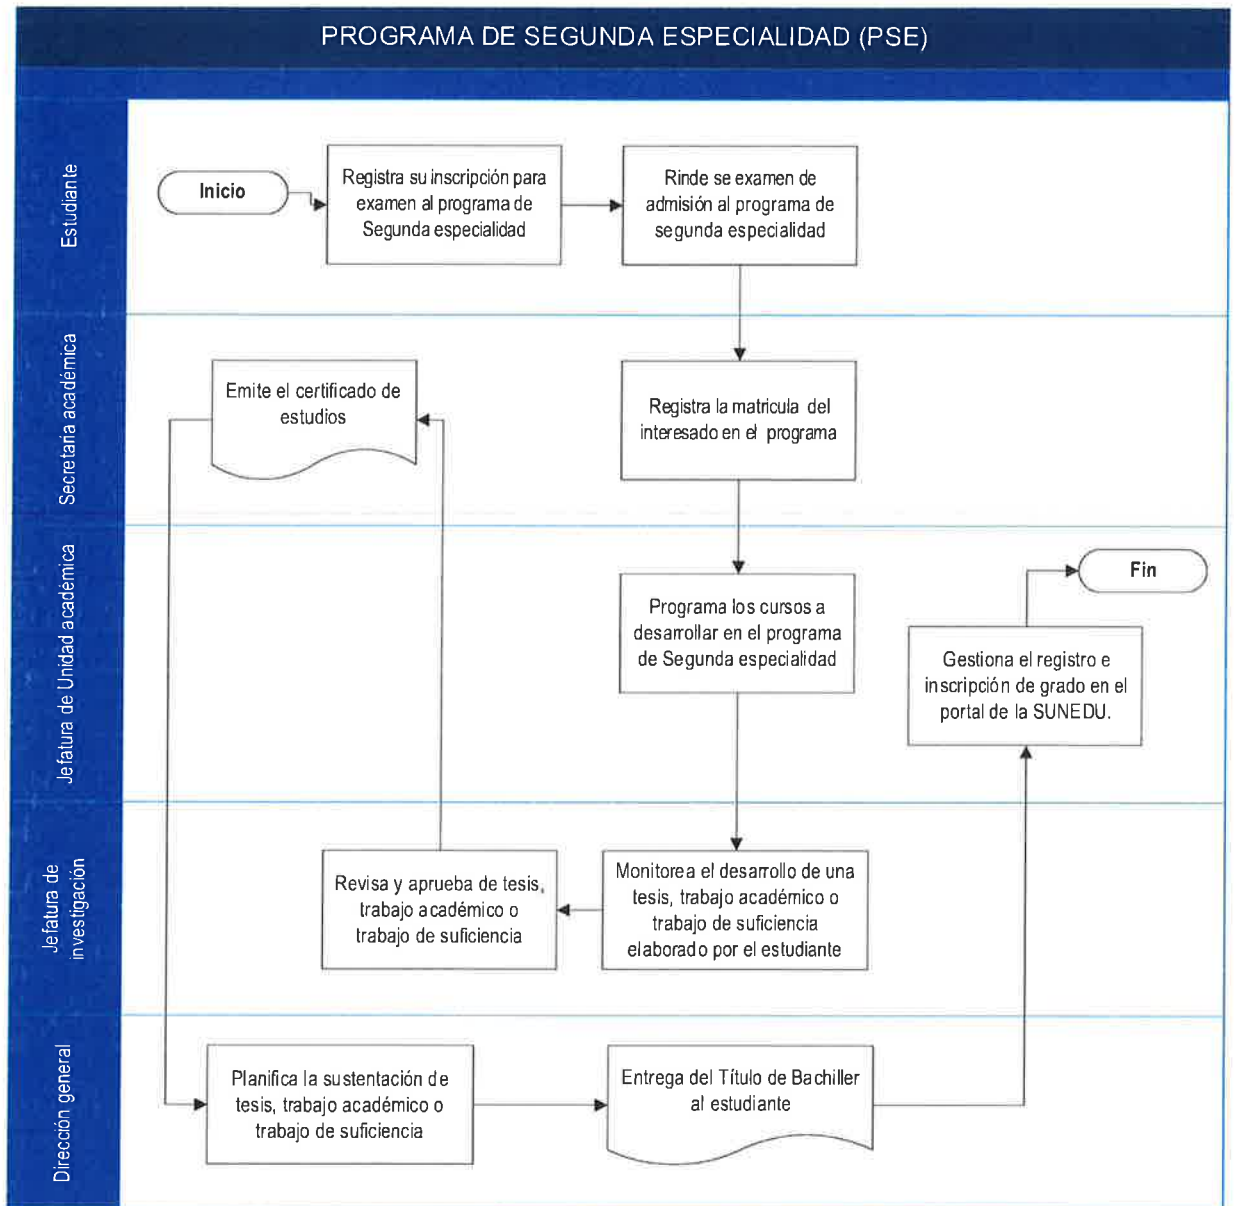 PROGRAMA DE SEGUNDA ESPECIALIDAD (PSE)
Estudiante
Inicio
Registra su inscripción para
examen al programa de
Segunda especialidad
Rinde se examen de
admisión al programa de
segunda especialidad
Secretaria académica
Emite el certificado de
estudios
Registra la matricula del
interesado en el programa
Jefatura de Unidad académica
Programa los cursos a
desarrollar en el programa
de Segunda especialidad
Fin
Gestiona el registro e
inscripción de grado en el
portal de la SUNEDU.
Jefatura de
investigación
Revisa y aprueba de tesis,
trabajo académico o
trabajo de suficiencia
Monitorea el desarrollo de una
tesis, trabajo académico o
trabajo de suficiencia
elaborado por el estudiante
Dirección general
Planifica la sustentación de
tesis, trabajo académico o
trabajo de suficiencia
Entrega del Título de Bachiller
al estudiante